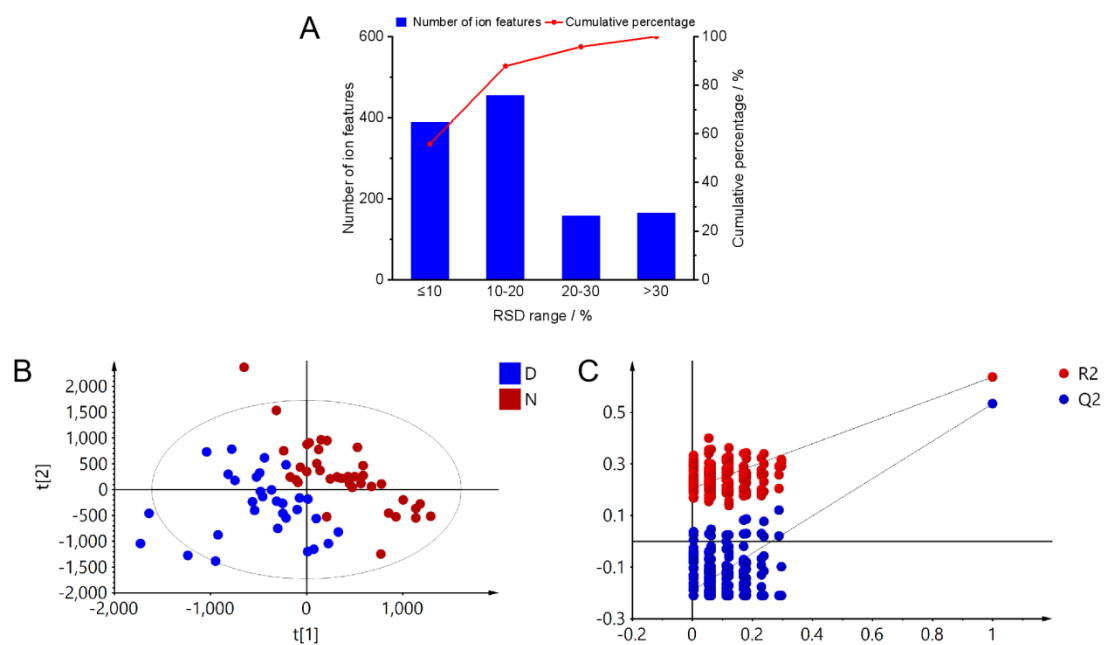 A
Number of ion features
Cumulative percentage
600
400
200
0
100
80
60
40
20
0
Number of ion features
Cumulative percentage / %
≤10
10-20
20-30
>30
RSD range / %
B
D
N
2,000
1,500
1,000
500
0
-500
-1,000
-1,500
-2,000
t[2]
-2,000
-1,000
0
1,000
t[1]
C
R2
Q2
0.5
0.3
0.1
-0.1
-0.3
-0.2
0
0.2
0.4
0.6
0.8
1